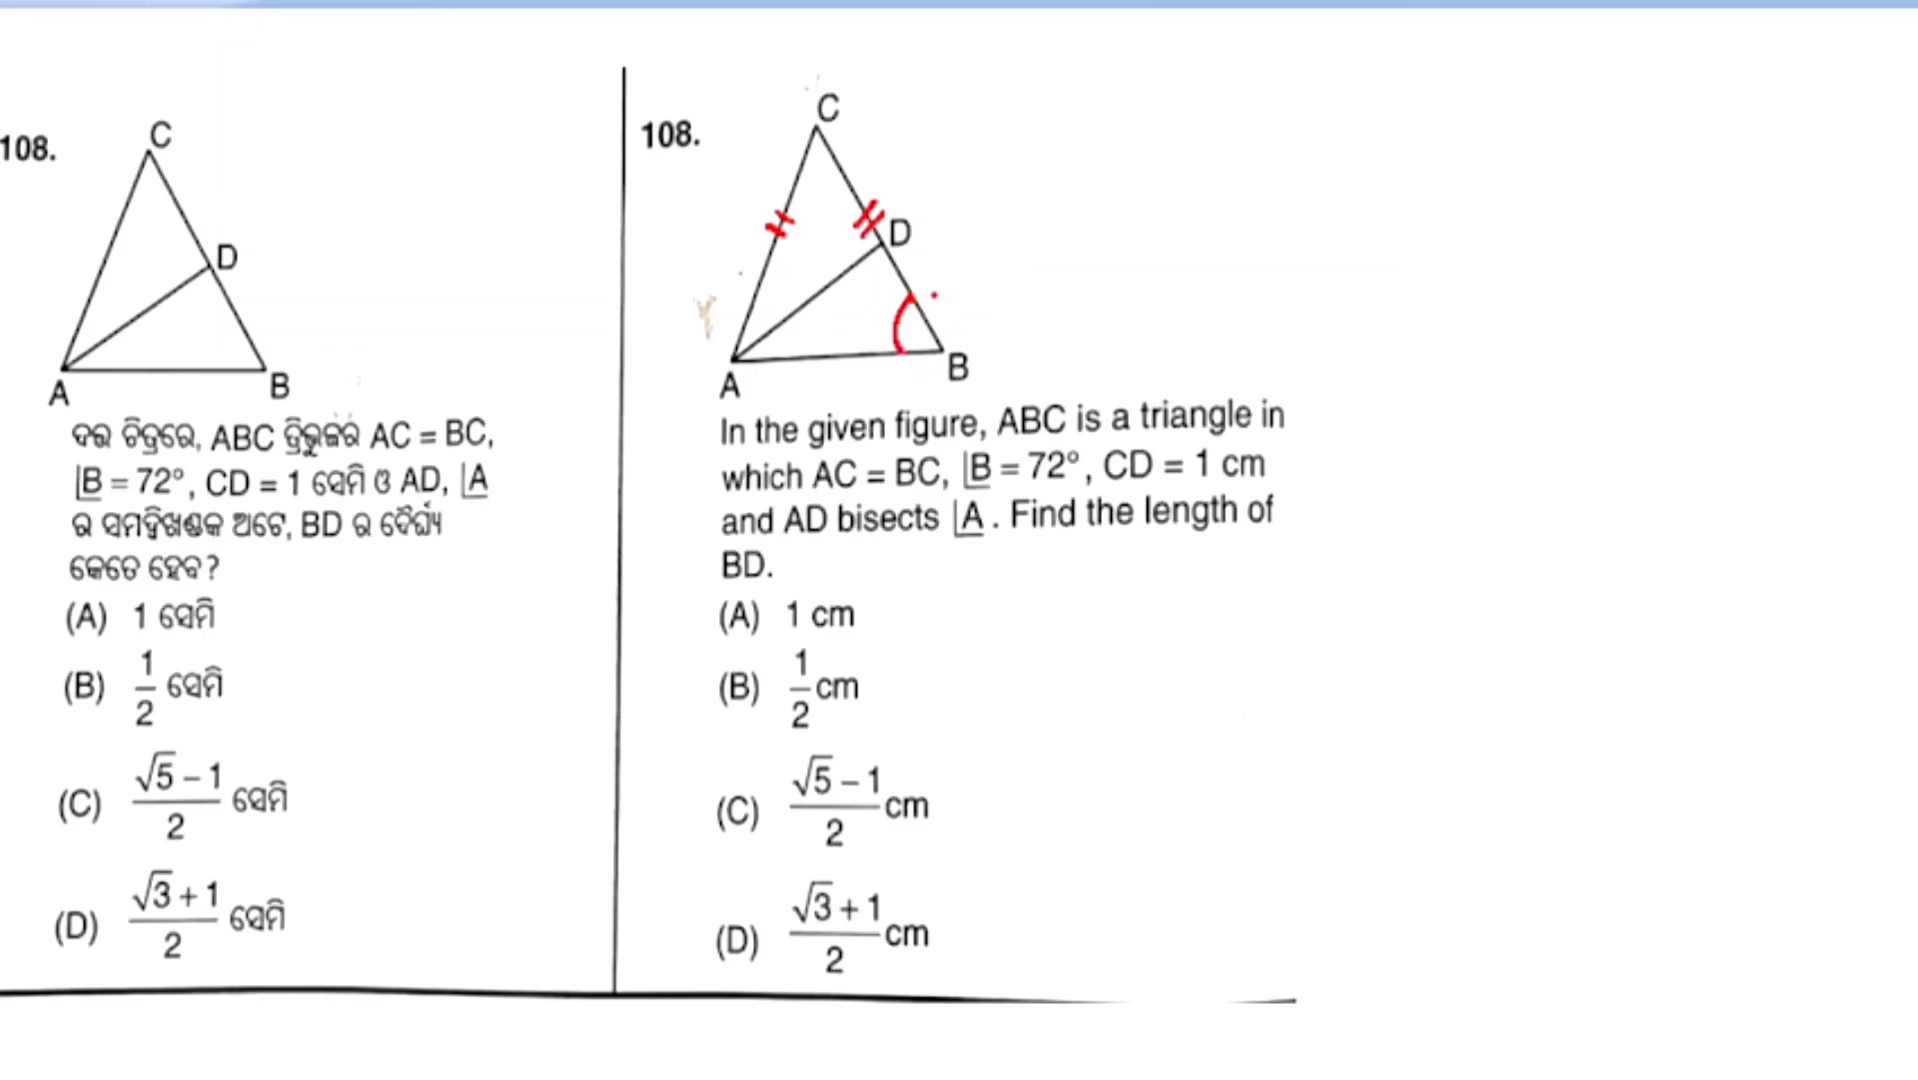 108.
C
D
A
B
ଦତ୍ତ ଚିତ୍ରରେ, ABC ତ୍ରିଭୁଜର AC = BC,
∠B = 72°, CD = 1 ସେମି ଓ AD, ∠A
ର ସମଦ୍ୱିଖଣ୍ଡକ ଅଟେ, BD ର ଦୈର୍ଘ୍ୟ
କେତେ ହେବ?
(A) 1 ସେମି
(B) 1/2 ସେମି
(C) (√5 – 1)/2 ସେମି
(D) (√3 + 1)/2 ସେମି
108.
C
D
A
B
In the given figure, ABC is a triangle in
which AC = BC, ∠B = 72°, CD = 1 cm
and AD bisects ∠A. Find the length of
BD.
(A) 1 cm
(B) 1/2 cm
(C) (√5 – 1)/2 cm
(D) (√3 + 1)/2 cm